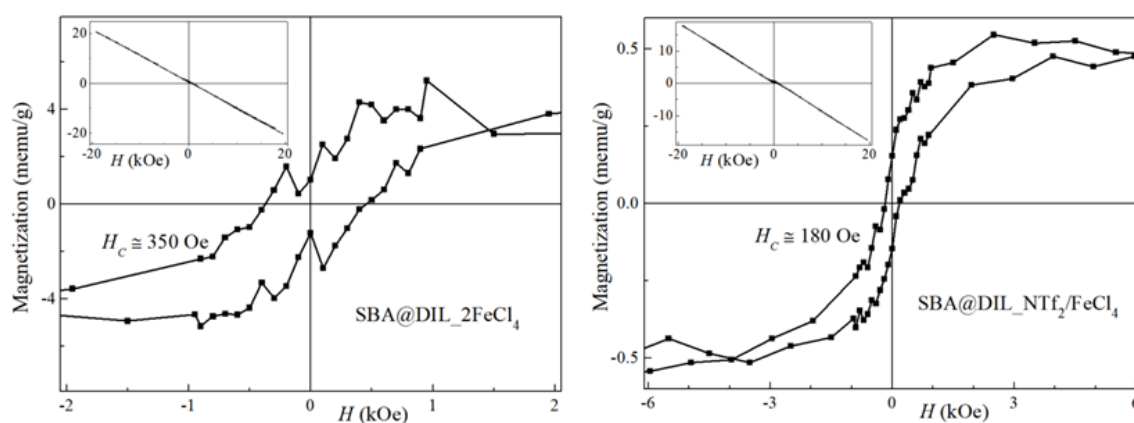 20
0
-20
-20
0
20
H (kOe)
Magnetization (memu/g)
4
0
-4
H_C ≅ 350 Oe
SBA@DIL_2FeCl₄
-2
-1
0
1
2
H (kOe)
10
0
-10
-20
0
20
H (kOe)
Magnetization (memu/g)
0.5
0.0
-0.5
H_C ≅ 180 Oe
SBA@DIL_NTf₂/FeCl₄
-6
-3
0
3
6
H (kOe)